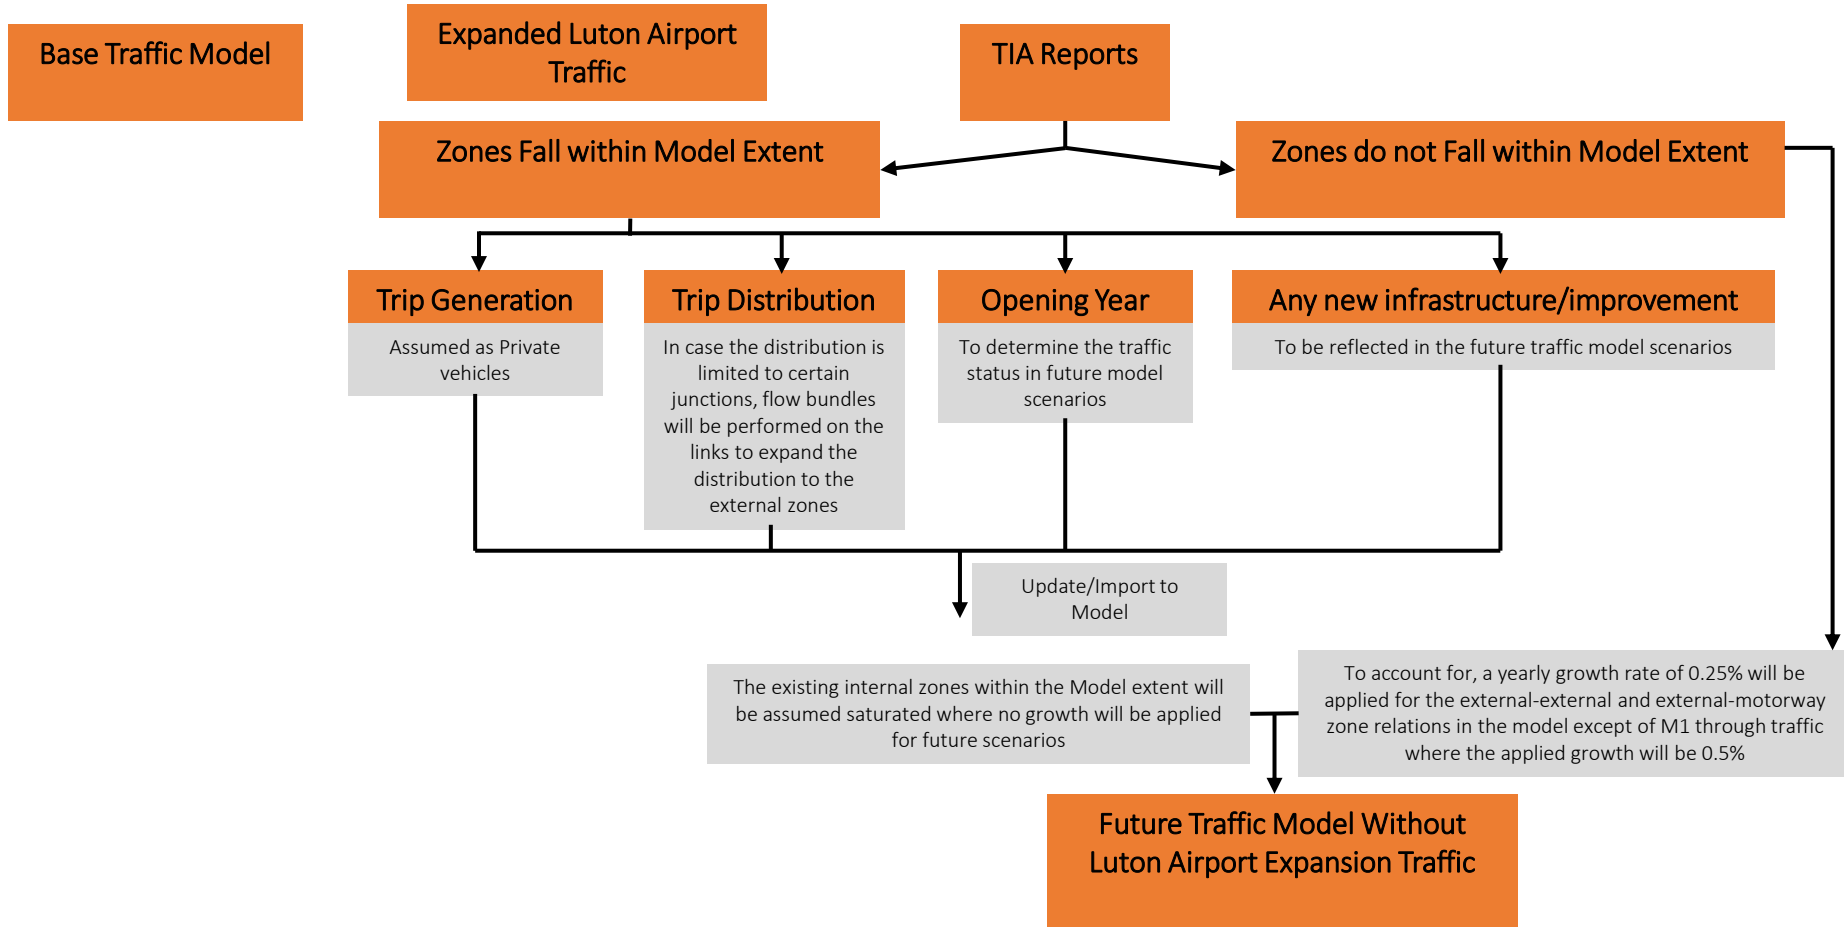 Base Traffic Model
Expanded Luton Airport
Traffic
TIA Reports
Zones Fall within Model Extent
Zones do not Fall within Model Extent
Trip Generation
Assumed as Private
vehicles
Trip Distribution
In case the distribution is
limited to certain
junctions, flow bundles
will be performed on the
links to expand the
distribution to the
external zones
Opening Year
To determine the traffic
status in future model
scenarios
Any new infrastructure/improvement
To be reflected in the future traffic model scenarios
Update/Import to
Model
The existing internal zones within the Model extent will
be assumed saturated where no growth will be applied
for future scenarios
To account for, a yearly growth rate of 0.25% will be
applied for the external-external and external-motorway
zone relations in the model except of M1 through traffic
where the applied growth will be 0.5%
Future Traffic Model Without
Luton Airport Expansion Traffic